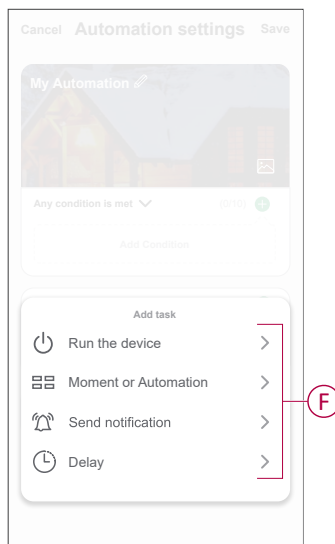 Cancel Automation settings Save
My Automation
Any condition is met (0/10)
Add Condition
Add task
Run the device
Moment or Automation
Send notification
Delay
F